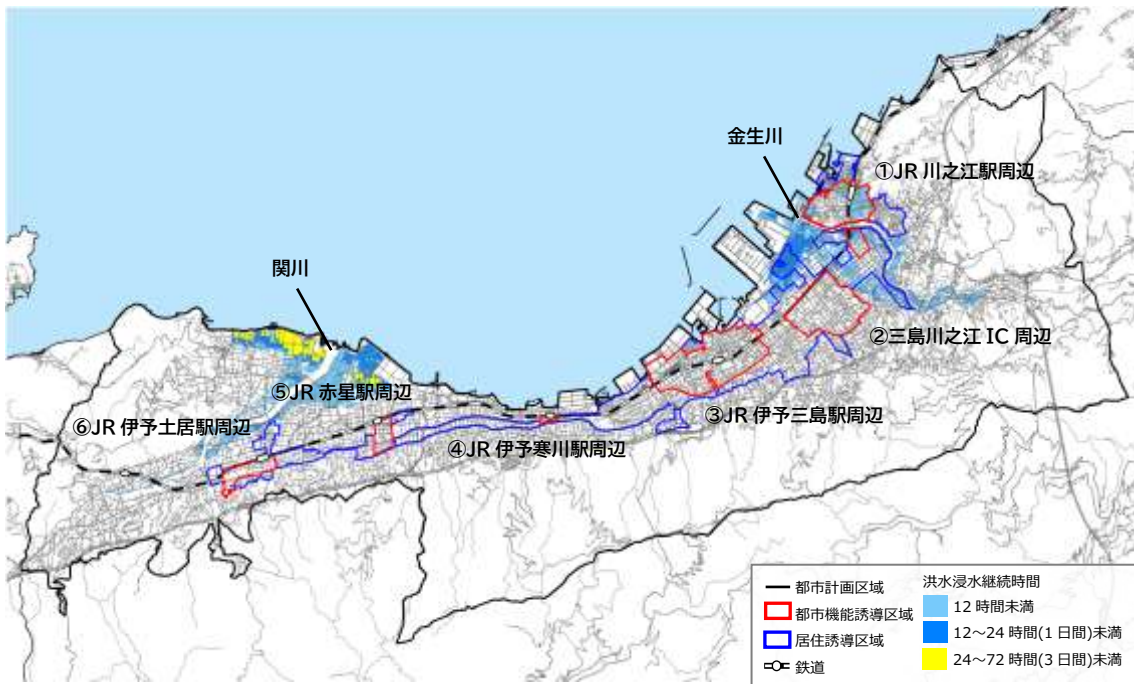 金生川
①JR 川之江駅周辺
関川
②三島川之江 IC 周辺
⑤JR 赤星駅周辺
③JR 伊予三島駅周辺
⑥JR 伊予土居駅周辺
④JR 伊予寒川駅周辺
都市計画区域
都市機能誘導区域
居住誘導区域
鉄道
洪水浸水継続時間
12 時間未満
12～24 時間(1 日間)未満
24～72 時間(3 日間)未満